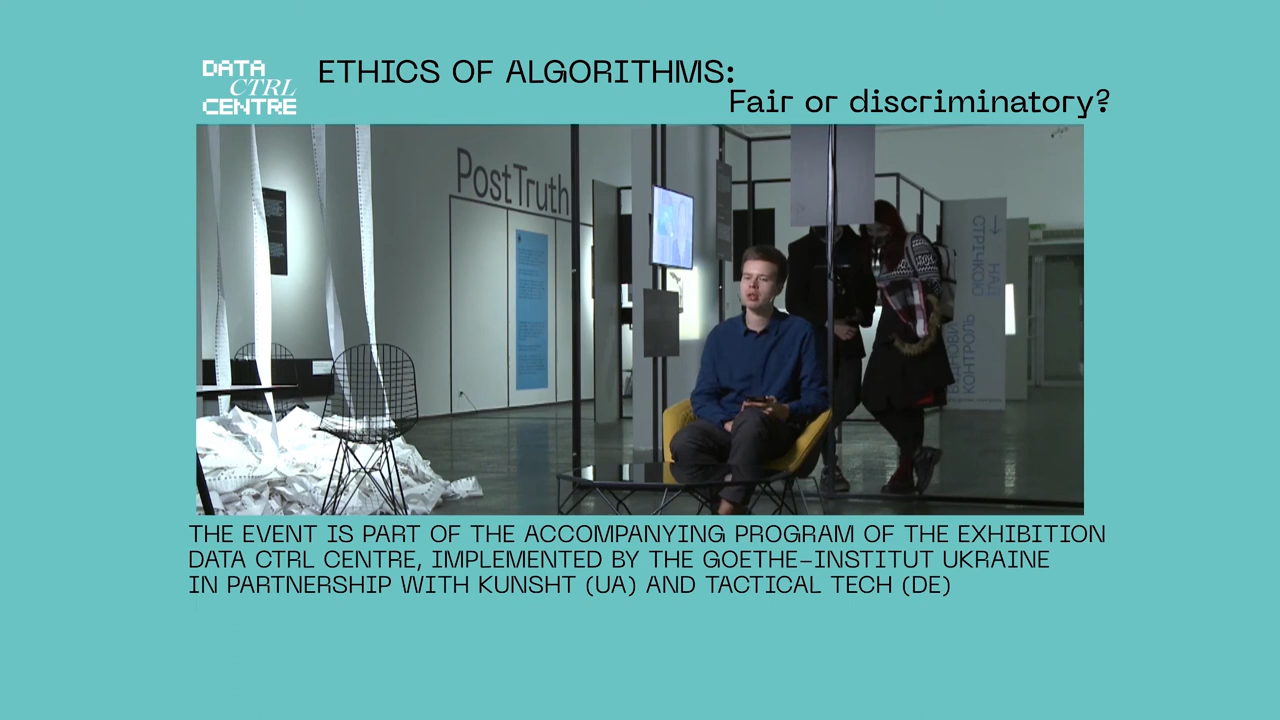 DATA
CTRL
CENTRE
ETHICS OF ALGORITHMS:
Fair or discriminatory?
PostTruth
КОНТРОЛЬ
THE EVENT IS PART OF THE ACCOMPANYING PROGRAM OF THE EXHIBITION
DATA CTRL CENTRE, IMPLEMENTED BY THE GOETHE-INSTITUT UKRAINE
IN PARTNERSHIP WITH KUNSHT (UA) AND TACTICAL TECH (DE)